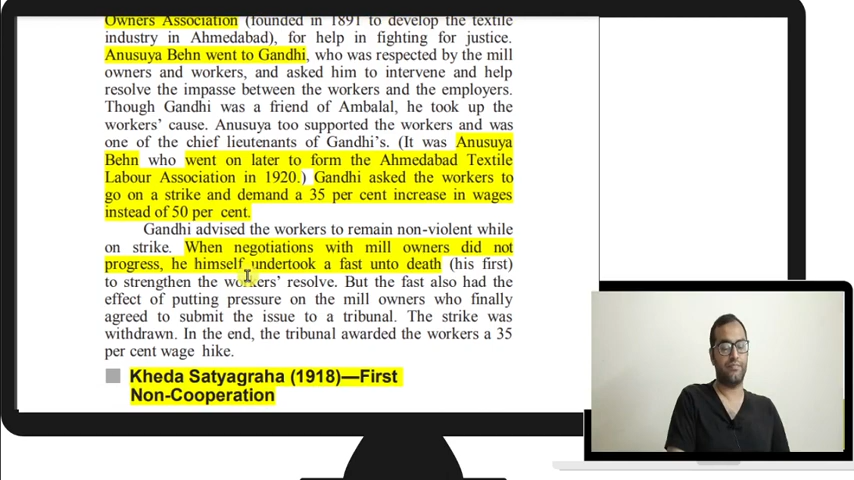 Owners Association (founded in 1891 to develop the textile
industry in Ahmedabad), for help in fighting for justice.
Anusuya Behn went to Gandhi, who was respected by the mill
owners and workers, and asked him to intervene and help
resolve the impasse between the workers and the employers.
Though Gandhi was a friend of Ambalal, he took up the
workers' cause. Anusuya too supported the workers and was
one of the chief lieutenants of Gandhi's. (It was Anusuya
Behn who went on later to form the Ahmedabad Textile
Labour Association in 1920.) Gandhi asked the workers to
go on a strike and demand a 35 per cent increase in wages
instead of 50 per cent.
Gandhi advised the workers to remain non-violent while
on strike. When negotiations with mill owners did not
progress, he himself undertook a fast unto death (his first)
to strengthen the workers' resolve. But the fast also had the
effect of putting pressure on the mill owners who finally
agreed to submit the issue to a tribunal. The strike was
withdrawn. In the end, the tribunal awarded the workers a 35
per cent wage hike.
Kheda Satyagraha (1918)—First
Non-Cooperation